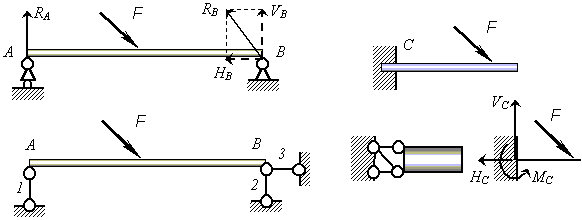 R_A F R_B V_B
A B
H_B
C F
V_C F
H_C M_C
A F B 3
1 2